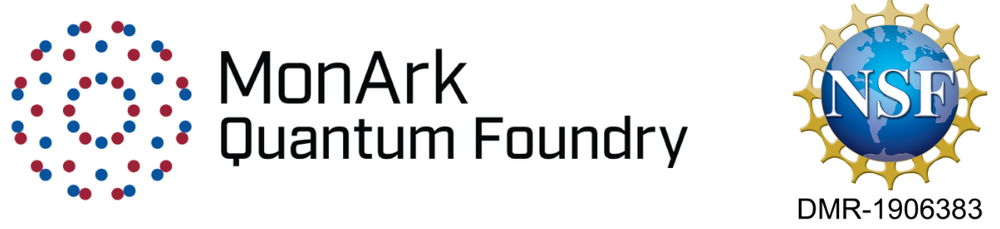 MonArk
Quantum Foundry
NSF
DMR-1906383